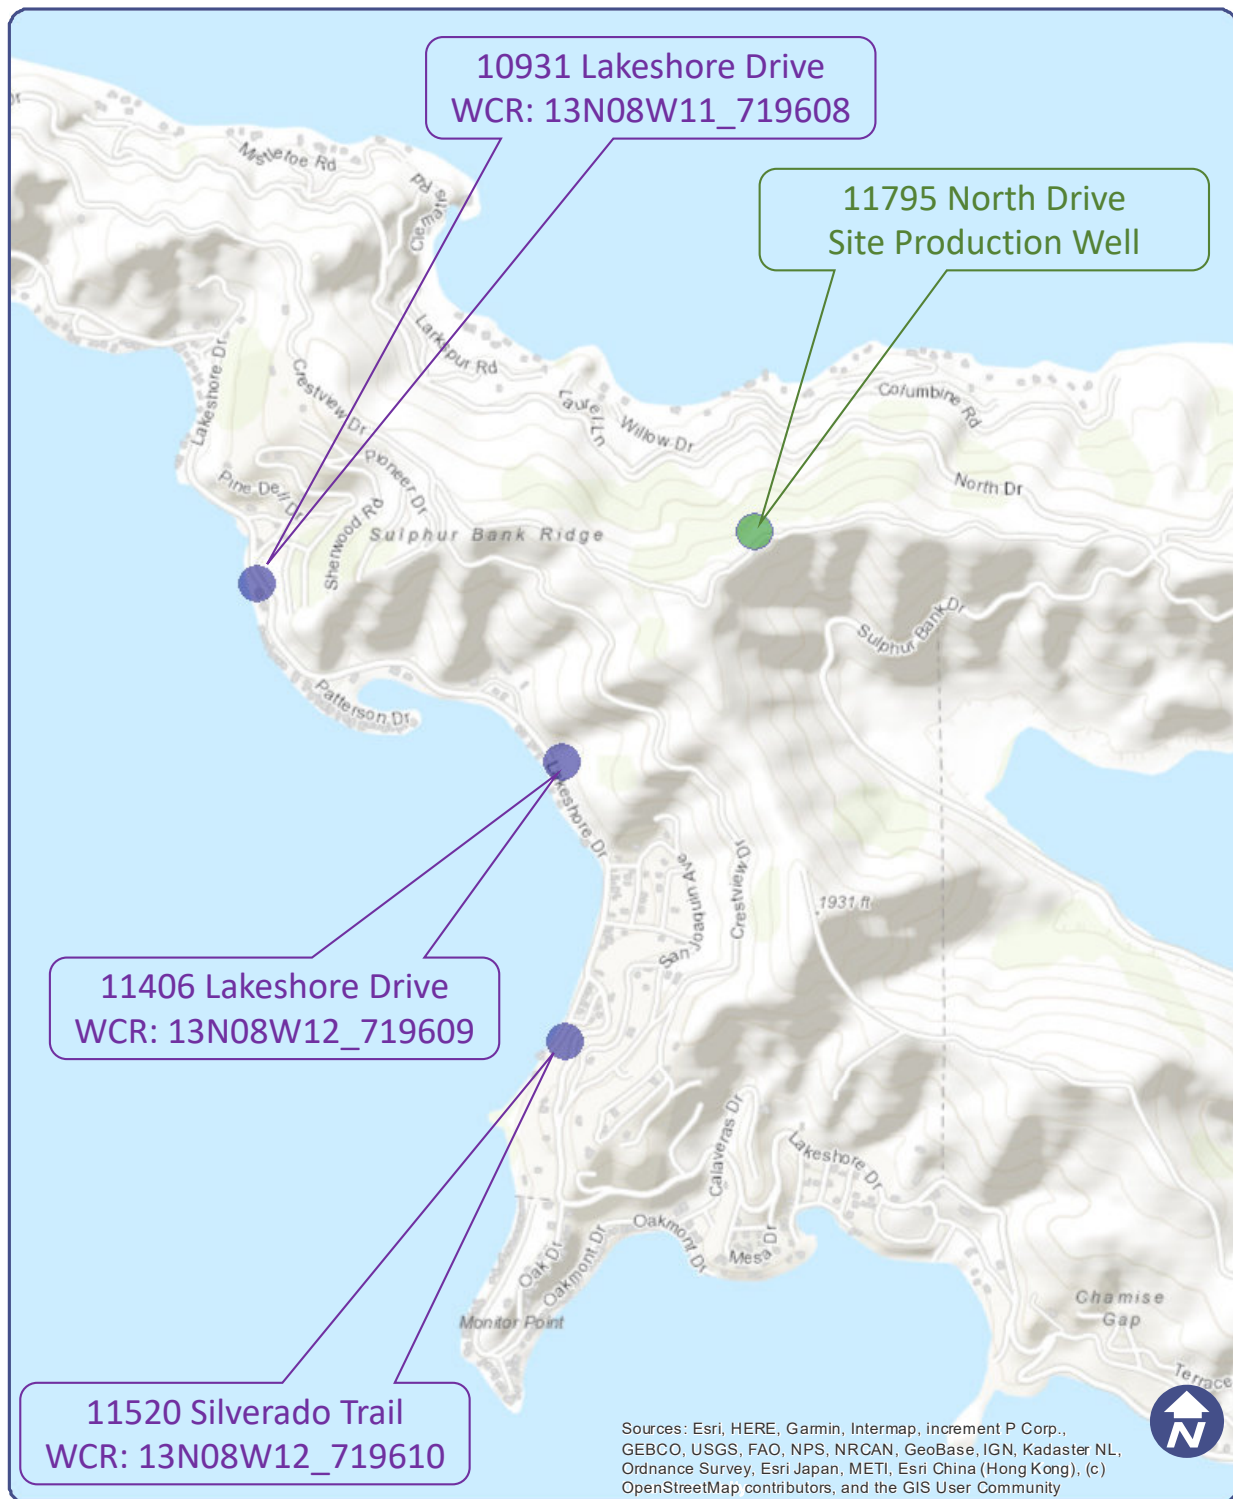 10931 Lakeshore Drive
WCR: 13N08W11_719608
11795 North Drive
Site Production Well
Mistletoe Rd
Clematis Rd
Dr
Larkspur Rd
Lakeshore Dr
Crestview Dr
Laurel Ln
Willow Dr
Columbine Rd
North Dr
Pioneer Dr
Pine Dell Dr
Sherwood Rd
Sulphur Bank Ridge
Sulphur Bank Dr
Patterson Dr
Lakeshore Dr
San Joaquin Ave
Crestview Dr
1931 ft
11406 Lakeshore Drive
WCR: 13N08W12_719609
Calaveras Dr
Lakeshore Dr
Oakmont Dr
Mesa Dr
Oak Dr
Oakmont Dr
Monitor Point
Chamise
Gap
Terrace
11520 Silverado Trail
WCR: 13N08W12_719610
N
Sources: Esri, HERE, Garmin, Intermap, increment P Corp.,
GEBCO, USGS, FAO, NPS, NRCAN, GeoBase, IGN, Kadaster NL,
Ordnance Survey, Esri Japan, METI, Esri China (Hong Kong), (c)
OpenStreetMap contributors, and the GIS User Community